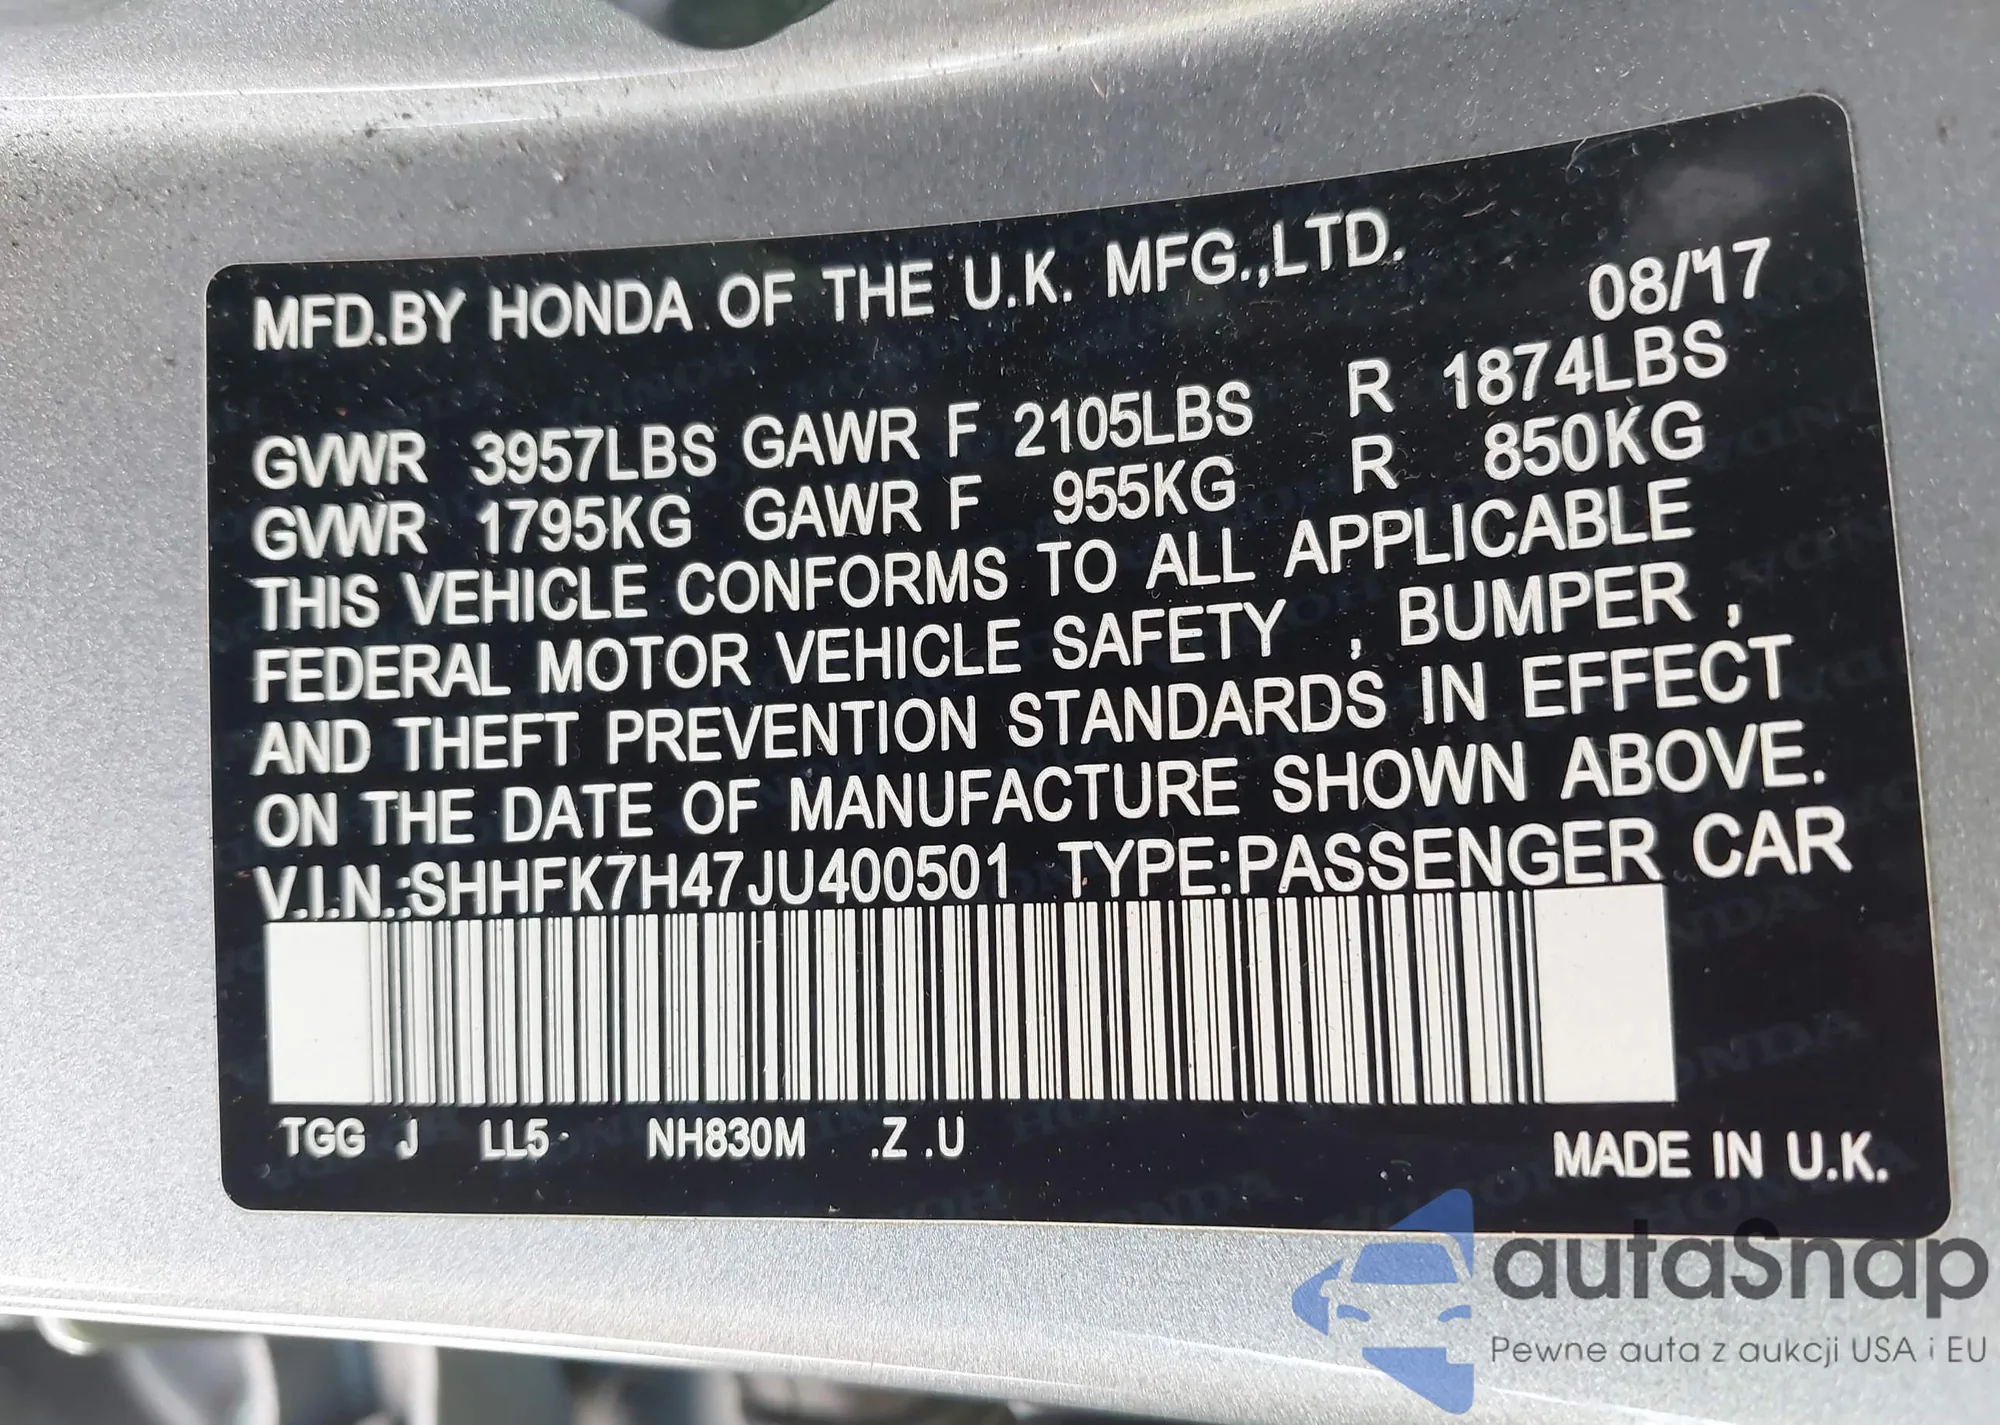 MFD.BY HONDA OF THE U.K. MFG.,LTD.
08/'17
GVWR 3957LBS GAWR F 2105LBS R 1874LBS
GVWR 1795KG GAWR F 955KG R 850KG
THIS VEHICLE CONFORMS TO ALL APPLICABLE
FEDERAL MOTOR VEHICLE SAFETY , BUMPER ,
AND THEFT PREVENTION STANDARDS IN EFFECT
ON THE DATE OF MANUFACTURE SHOWN ABOVE.
V.I.N.:SHHFK7H47JU400501 TYPE:PASSENGER CAR
TGG J LL5 NH830M .Z .U
MADE IN U.K.
autaSnap
Pewne auta z aukcji USA i EU